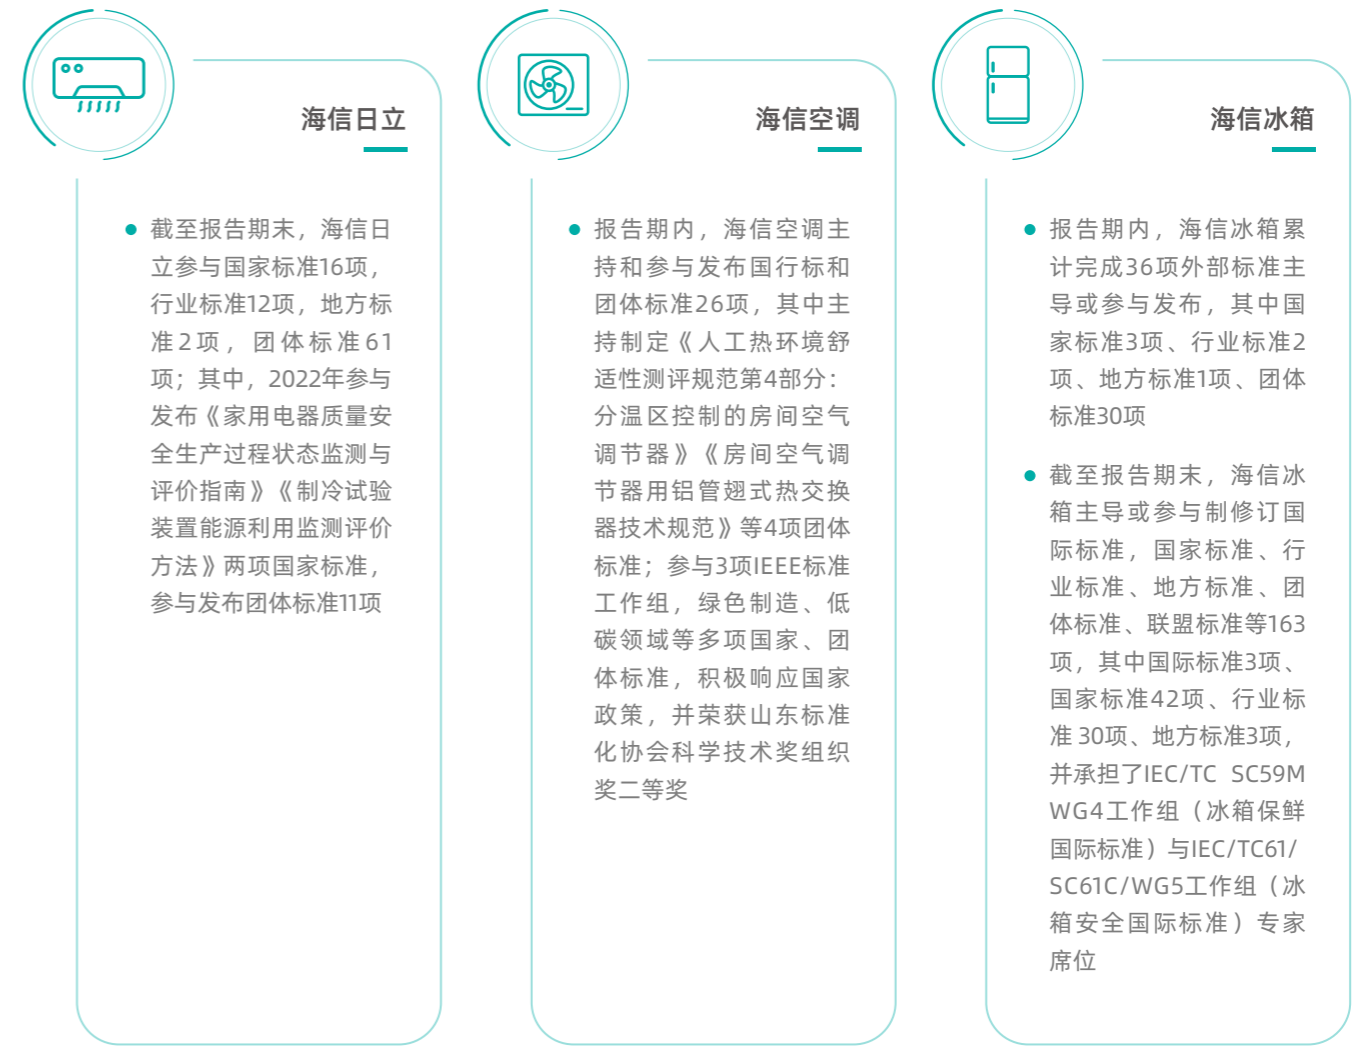 海信日立
截至报告期末，海信日
立参与国家标准16项，
行业标准12项，地方标
准2项，团体标准61
项；其中，2022年参与
发布《家用电器质量安
全生产过程状态监测与
评价指南》《制冷试验
装置能源利用监测评价
方法》两项国家标准，
参与发布团体标准11项
海信空调
报告期内，海信空调主
持和参与发布国行标和
团体标准26项，其中主
持制定《人工热环境舒
适性测评规范第4部分：
分温区控制的房间空气
调节器》《房间空气调
节器用铝管翅式热交换
器技术规范》等4项团体
标准；参与3项IEEE标准
工作组，绿色制造、低
碳领域等多项国家、团
体标准，积极响应国家
政策，并荣获山东标准
化协会科学技术奖组织
奖二等奖
海信冰箱
报告期内，海信冰箱累
计完成36项外部标准主
导或参与发布，其中国
家标准3项、行业标准2
项、地方标准1项、团体
标准30项
截至报告期末，海信冰
箱主导或参与制修订国
际标准，国家标准、行
业标准、地方标准、团
体标准、联盟标准等163
项，其中国际标准3项、
国家标准42项、行业标
准 30项、地方标准3项，
并承担了IEC/TC SC59M
WG4工作组（冰箱保鲜
国际标准）与IEC/TC61/
SC61C/WG5工作组（冰
箱安全国际标准）专家
席位